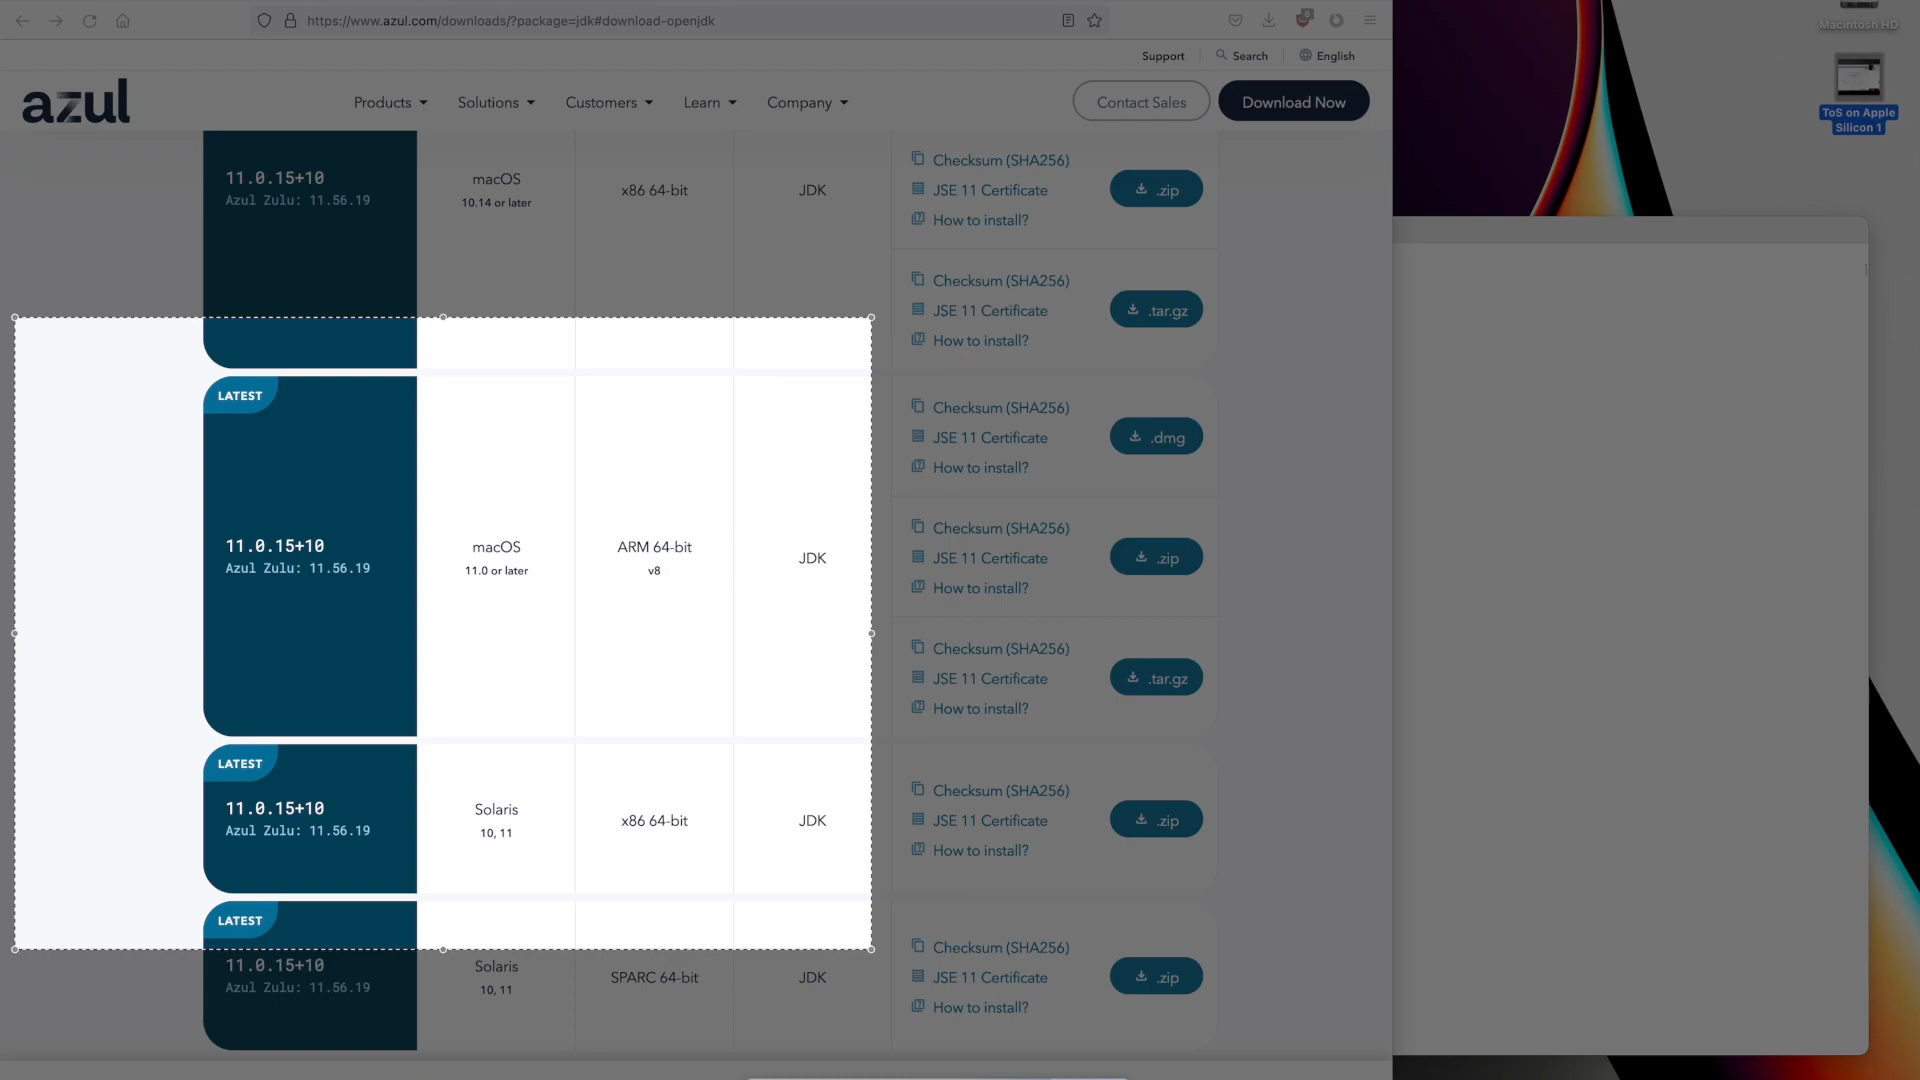 https://www.azul.com/downloads/?package=jdk#download-openjdk
Macintosh HD
Support
Search
English
azul
Products
Solutions
Customers
Learn
Company
Contact Sales
Download Now
ToS on Apple
Silicon 1
11.0.15+10
Azul Zulu: 11.56.19
macOS
10.14 or later
x86 64-bit
JDK
Checksum (SHA256)
JSE 11 Certificate
How to install?
.zip
Checksum (SHA256)
JSE 11 Certificate
How to install?
.tar.gz
LATEST
11.0.15+10
Azul Zulu: 11.56.19
macOS
11.0 or later
ARM 64-bit
v8
JDK
Checksum (SHA256)
JSE 11 Certificate
How to install?
.dmg
Checksum (SHA256)
JSE 11 Certificate
How to install?
.zip
Checksum (SHA256)
JSE 11 Certificate
How to install?
.tar.gz
LATEST
11.0.15+10
Azul Zulu: 11.56.19
Solaris
10, 11
x86 64-bit
JDK
Checksum (SHA256)
JSE 11 Certificate
How to install?
.zip
LATEST
11.0.15+10
Azul Zulu: 11.56.19
Solaris
10, 11
SPARC 64-bit
JDK
Checksum (SHA256)
JSE 11 Certificate
How to install?
.zip